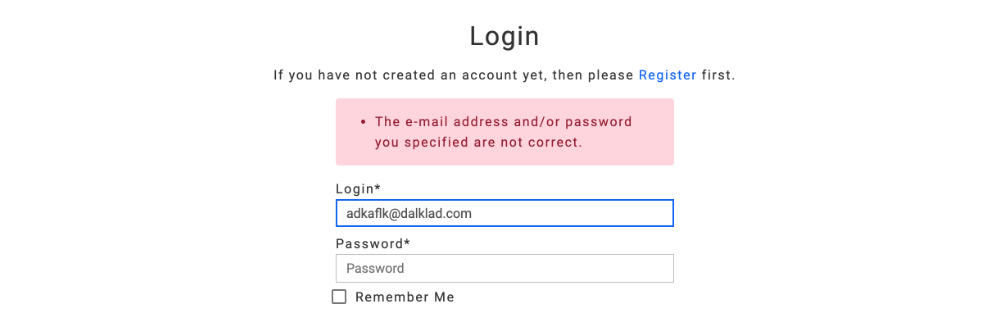 Login
If you have not created an account yet, then please Register first.
• The e-mail address and/or password
you specified are not correct.
Login*
adkaflk@dalklad.com
Password*
Password
Remember Me